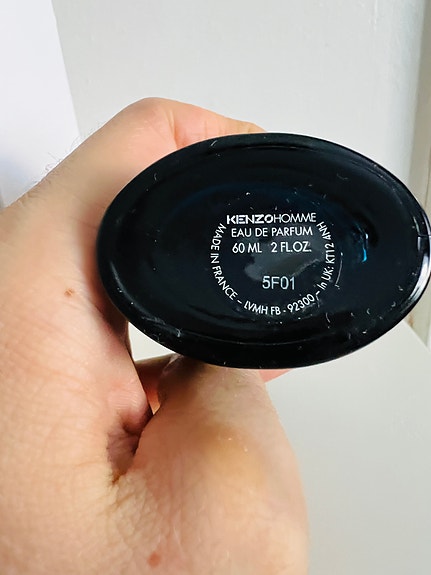 KENZOHOMME
EAU DE PARFUM
60 ML 2 FL.OZ.
5F01
MADE IN FRANCE - LVMH FB - 92300 - In UK: KT12 4NH